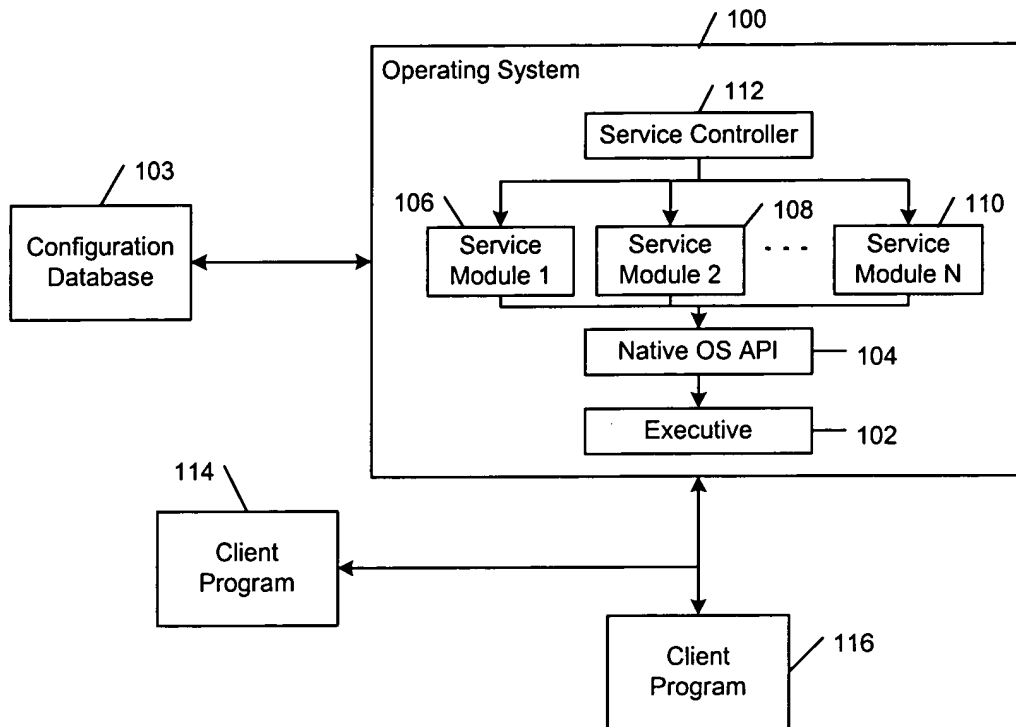 100
Operating System
112
Service Controller
103
Configuration
Database
106
Service
Module 1
108
Service
Module 2
. . . .
110
Service
Module N
Native OS API
104
Executive
102
114
Client
Program
Client
Program
116